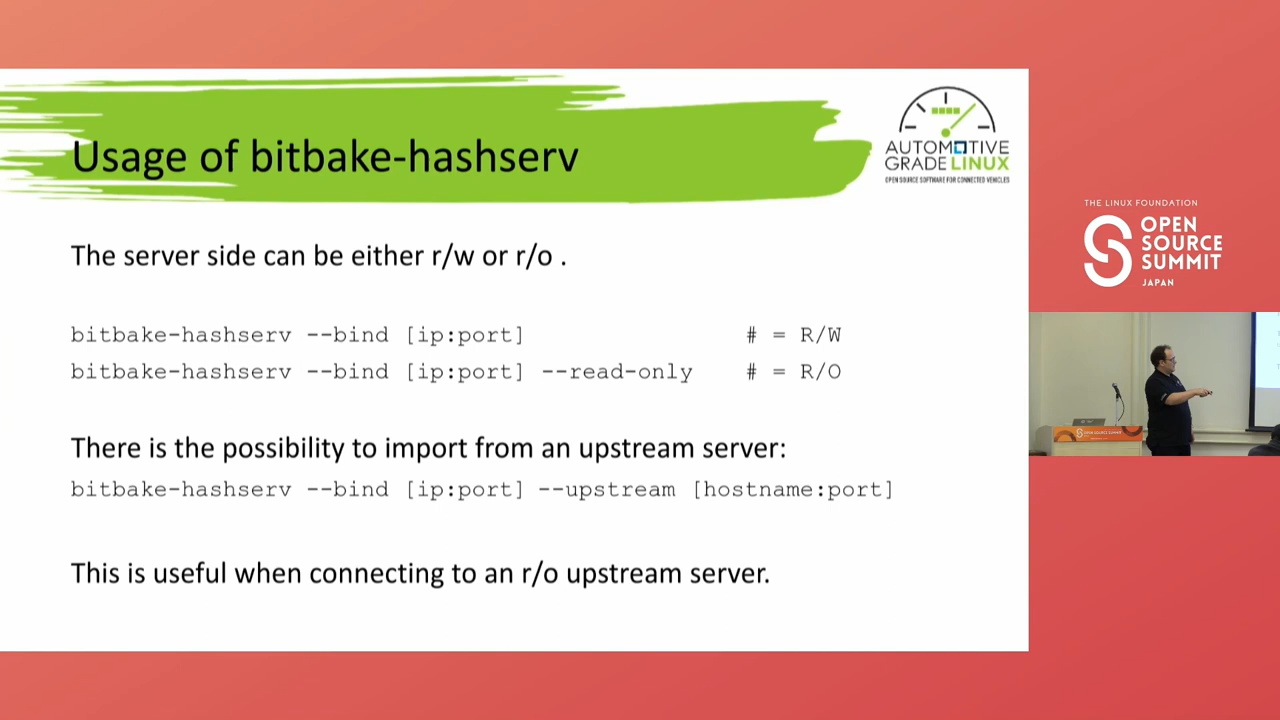 Usage of bitbake-hashserv
AUTOMOTIVE
GRADE LINUX
OPEN SOURCE SOFTWARE FOR CONNECTED VEHICLES
The server side can be either r/w or r/o .
bitbake-hashserv --bind [ip:port] # = R/W
bitbake-hashserv --bind [ip:port] --read-only # = R/O
There is the possibility to import from an upstream server:
bitbake-hashserv --bind [ip:port] --upstream [hostname:port]
This is useful when connecting to an r/o upstream server.
THE LINUX FOUNDATION
OPEN
SOURCE
SUMMIT
JAPAN
OPEN SOURCE SUMMIT